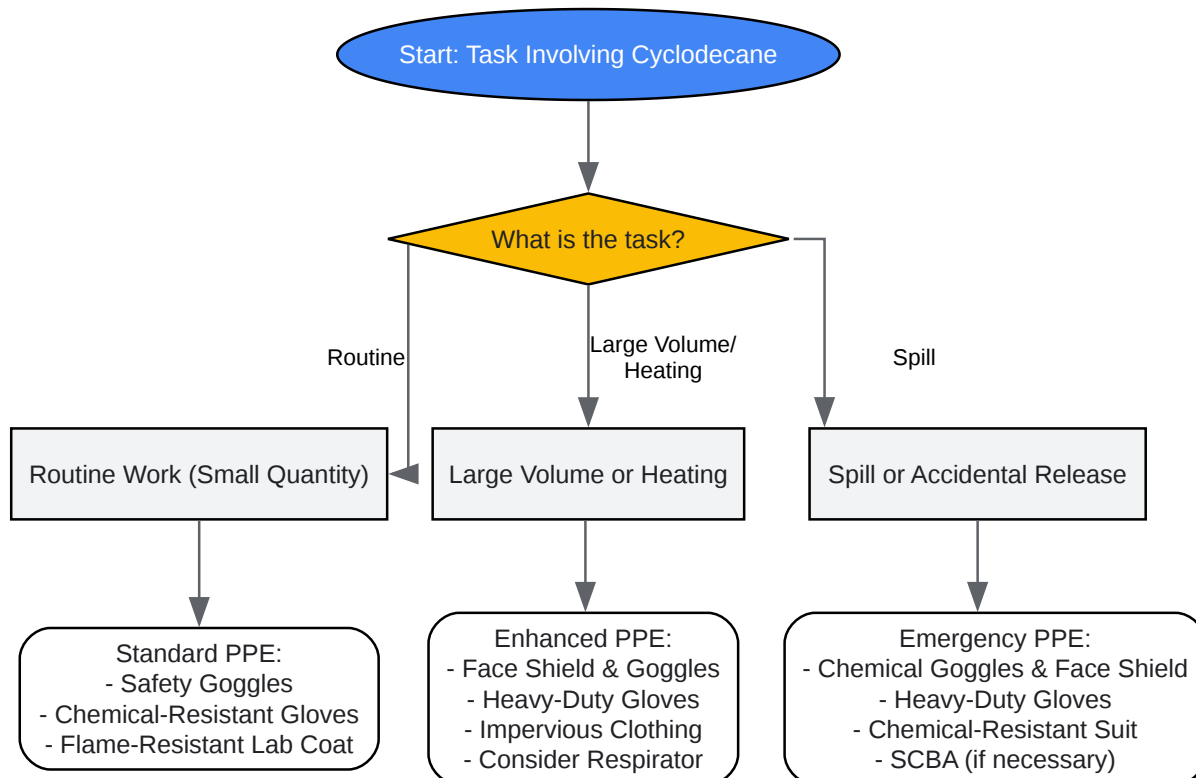 Start: Task Involving Cyclodecane
What is the task?
Routine
Large Volume/
Heating
Spill
Routine Work (Small Quantity)
Large Volume or Heating
Spill or Accidental Release
Standard PPE:
- Safety Goggles
- Chemical-Resistant Gloves
- Flame-Resistant Lab Coat
Enhanced PPE:
- Face Shield & Goggles
- Heavy-Duty Gloves
- Impervious Clothing
- Consider Respirator
Emergency PPE:
- Chemical Goggles & Face Shield
- Heavy-Duty Gloves
- Chemical-Resistant Suit
- SCBA (if necessary)